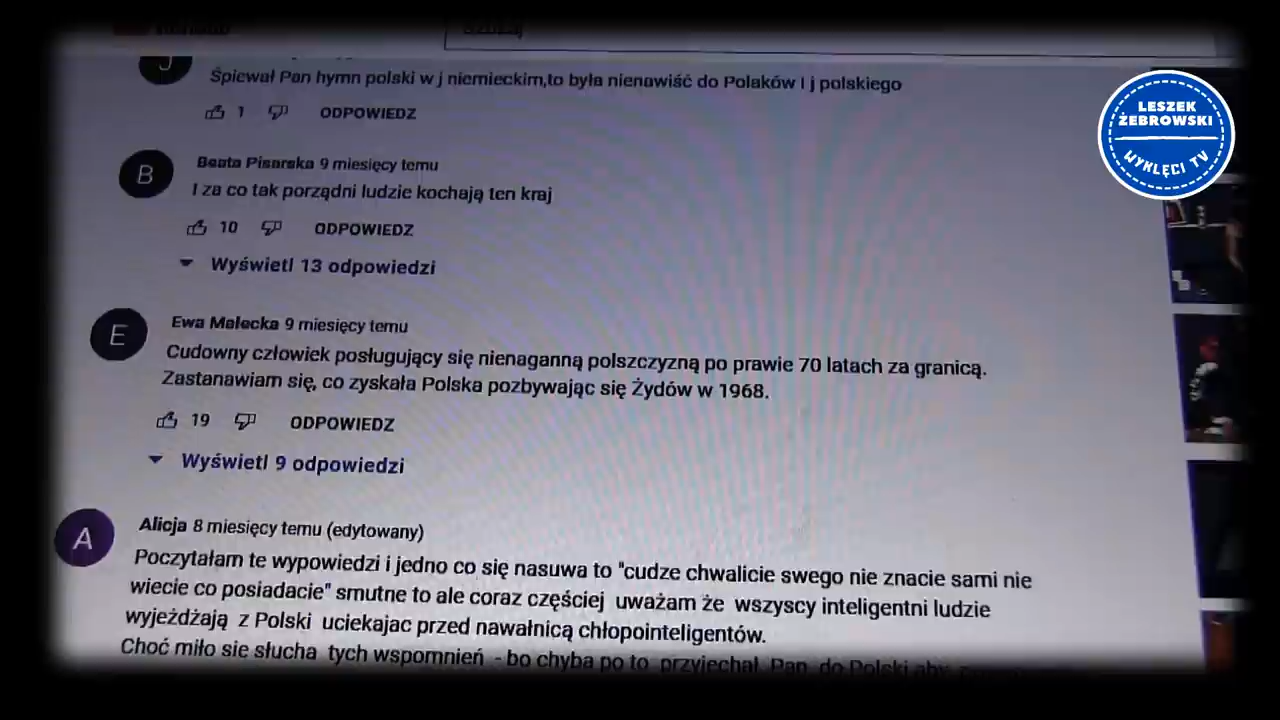 Szukaj
Śpiewał Pan hymn polski w j niemieckim,to była nienawiść do Polaków I j polskiego
1 ODPOWIEDZ
LESZEK
ŻEBROWSKI
WYKLĘCI TV
B
Beata Pisarska 9 miesięcy temu
I za co tak porządni ludzie kochają ten kraj
10 ODPOWIEDZ
Wyświetl 13 odpowiedzi
E
Ewa Malecka 9 miesięcy temu
Cudowny człowiek posługujący się nienaganną polszczyzną po prawie 70 latach za granicą.
Zastanawiam się, co zyskała Polska pozbywając się Żydów w 1968.
19 ODPOWIEDZ
Wyświetl 9 odpowiedzi
A
Alicja 8 miesięcy temu (edytowany)
Poczytałam te wypowiedzi i jedno co się nasuwa to "cudze chwalicie swego nie znacie sami nie
wiecie co posiadacie" smutne to ale coraz częściej uważam że wszyscy inteligentni ludzie
wyjeżdżają z Polski uciekajac przed nawałnicą chłopointeligentów.
Choć miło sie słucha tych wspomnień - bo chyba po to przyjechał Pan do Polski aby